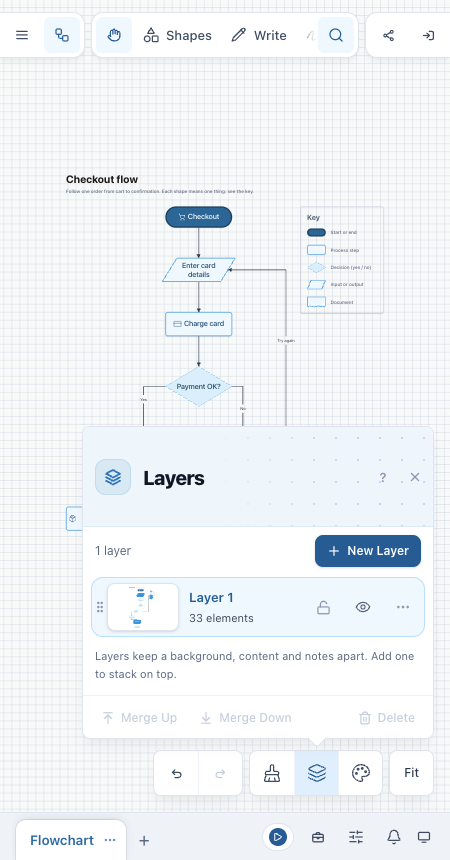 Shapes
Write
Checkout flow
Follow one order from cart to confirmation. Each shape means one thing: see the key.
Checkout
Key
Start or end
Process step
Decision (yes / no)
Input or output
Document
Enter card
details
Charge card
Try again
Payment OK?
Yes
No
Layers
?
1 layer
New Layer
Layer 1
33 elements
Layers keep a background, content and notes apart. Add one
to stack on top.
Merge Up
Merge Down
Delete
Fit
Flowchart